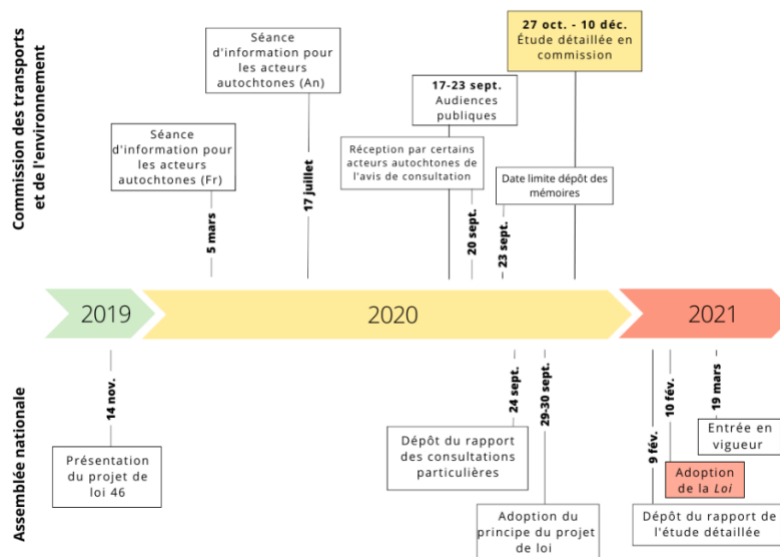 Commission des transports
et de l'environnement
Séance
d'information pour
les acteurs
autochtones (Fr)
5 mars
Séance
d'information pour
les acteurs
autochtones (An)
17 juillet
17-23 sept.
Audiences
publiques
Réception par certains
acteurs autochtones de
l'avis de consultation
20 sept.
27 oct. - 10 déc.
Étude détaillée en
commission
Date limite dépôt des
mémoires
23 sept.
2019
2020
2021
Assemblée nationale
14 nov.
Présentation
du projet de
loi 46
24 sept.
Dépôt du rapport
des consultations
particulières
29-30 sept.
Adoption du
principe du projet
de loi
9 fév.
Dépôt du rapport de
l'étude détaillée
10 fév.
Adoption
de la Loi
19 mars
Entrée en
vigueur